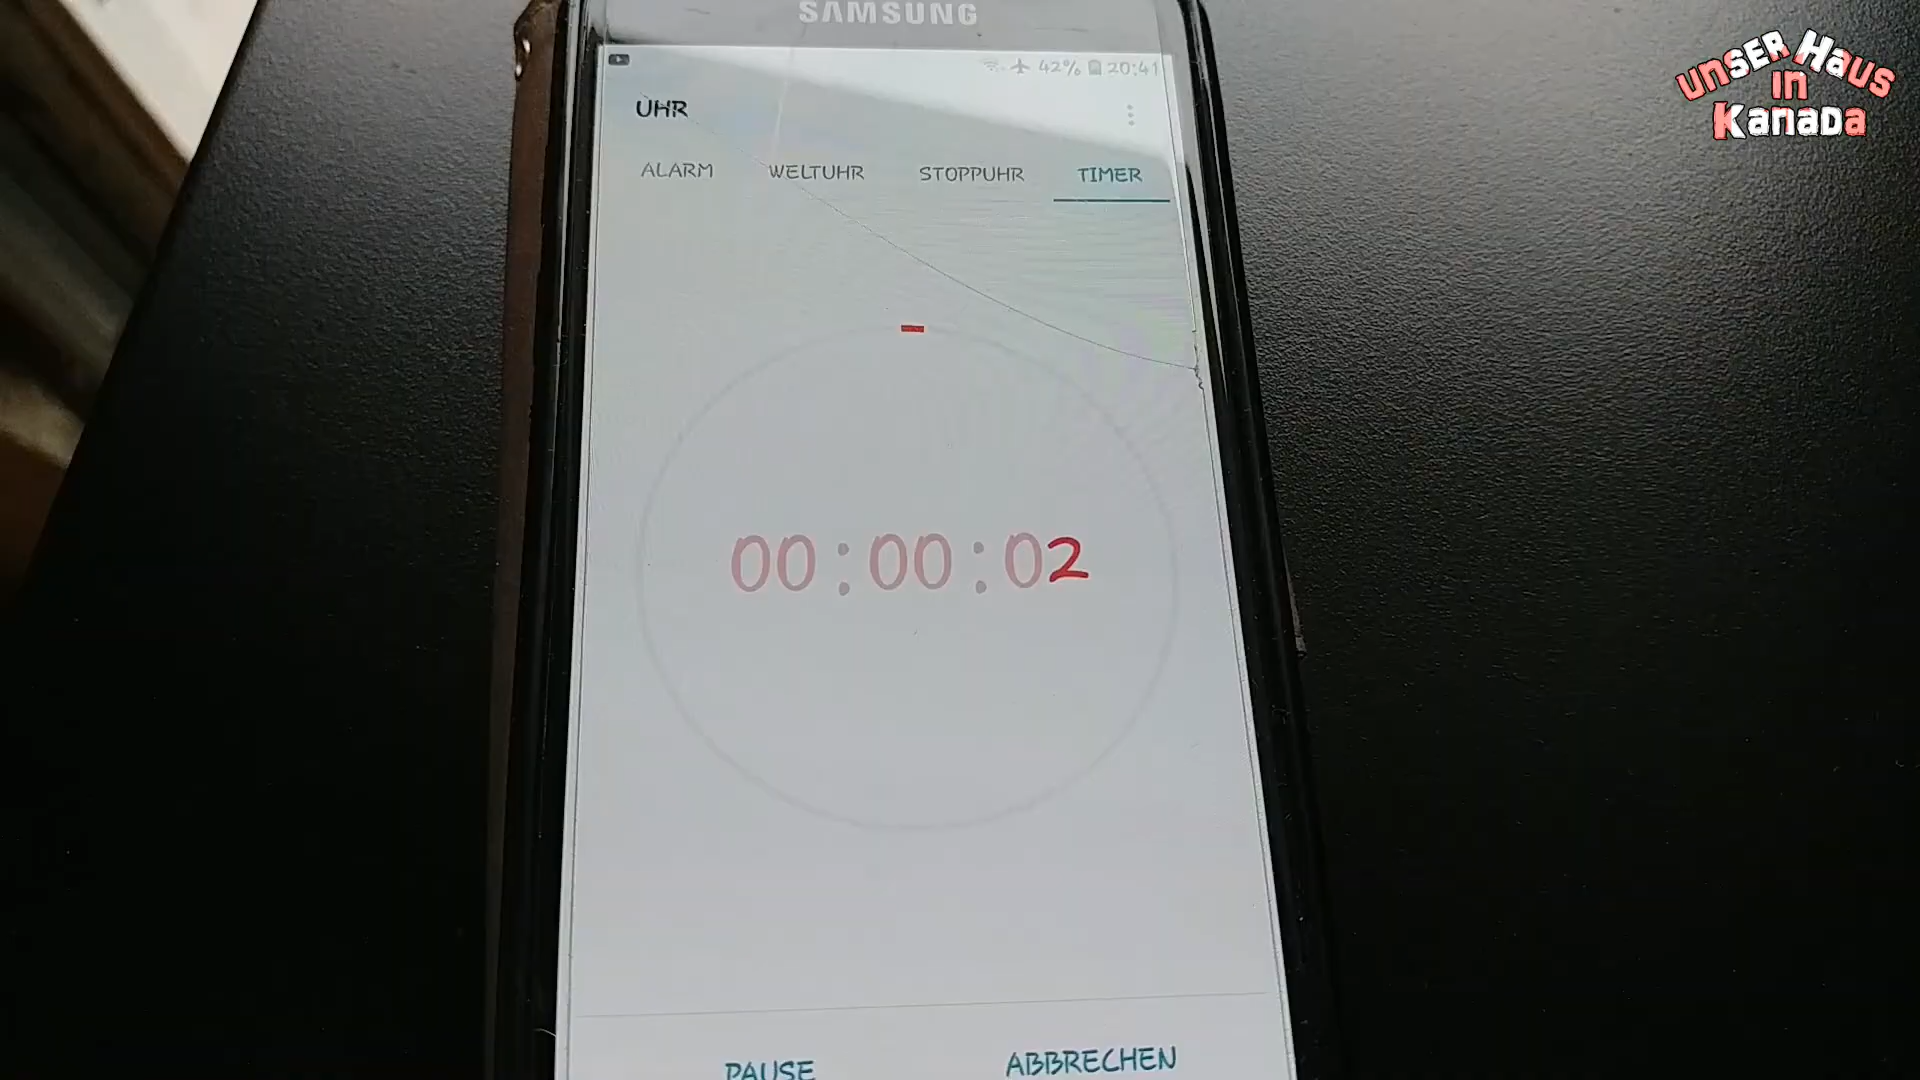 SAMSUNG
42% 20:41
UHR
ALARM WELTUHR STOPPUHR TIMER
00:00:02
PAUSE ABBRECHEN
UNSER HAUS
IN
KANADA